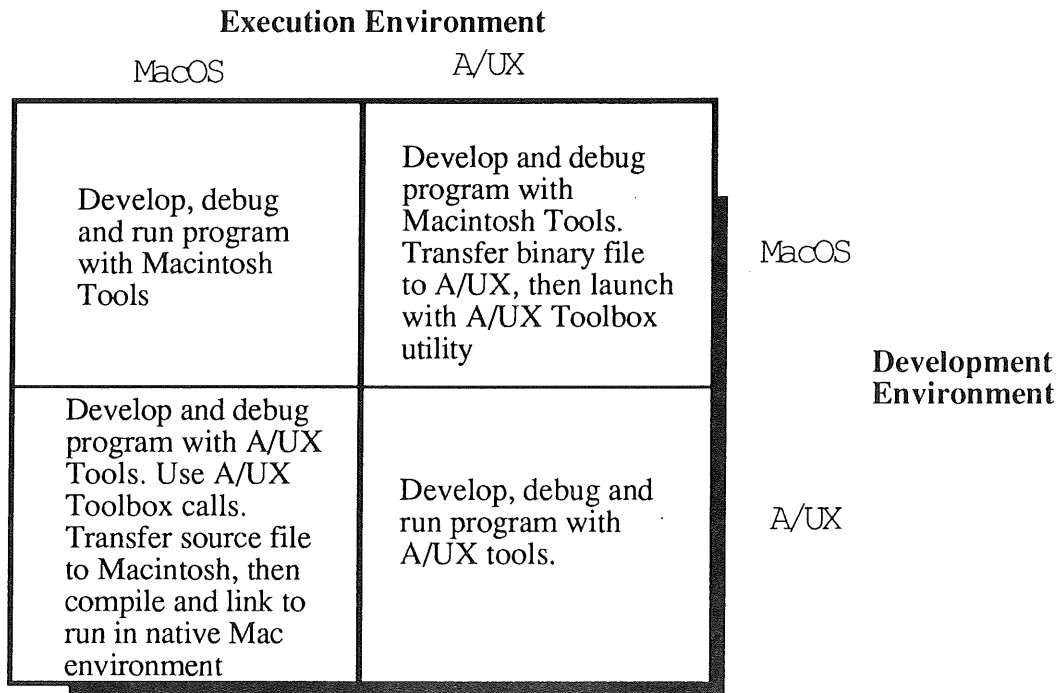 Execution Environment
MacOS
A/UX
Develop, debug
and run program
with Macintosh
Tools
Develop and debug
program with
Macintosh Tools.
Transfer binary file
to A/UX, then launch
with A/UX Toolbox
utility
MacOS
Development
Environment
Develop and debug
program with A/UX
Tools. Use A/UX
Toolbox calls.
Transfer source file
to Macintosh, then
compile and link to
run in native Mac
environment
Develop, debug and
run program with
A/UX tools.
A/UX